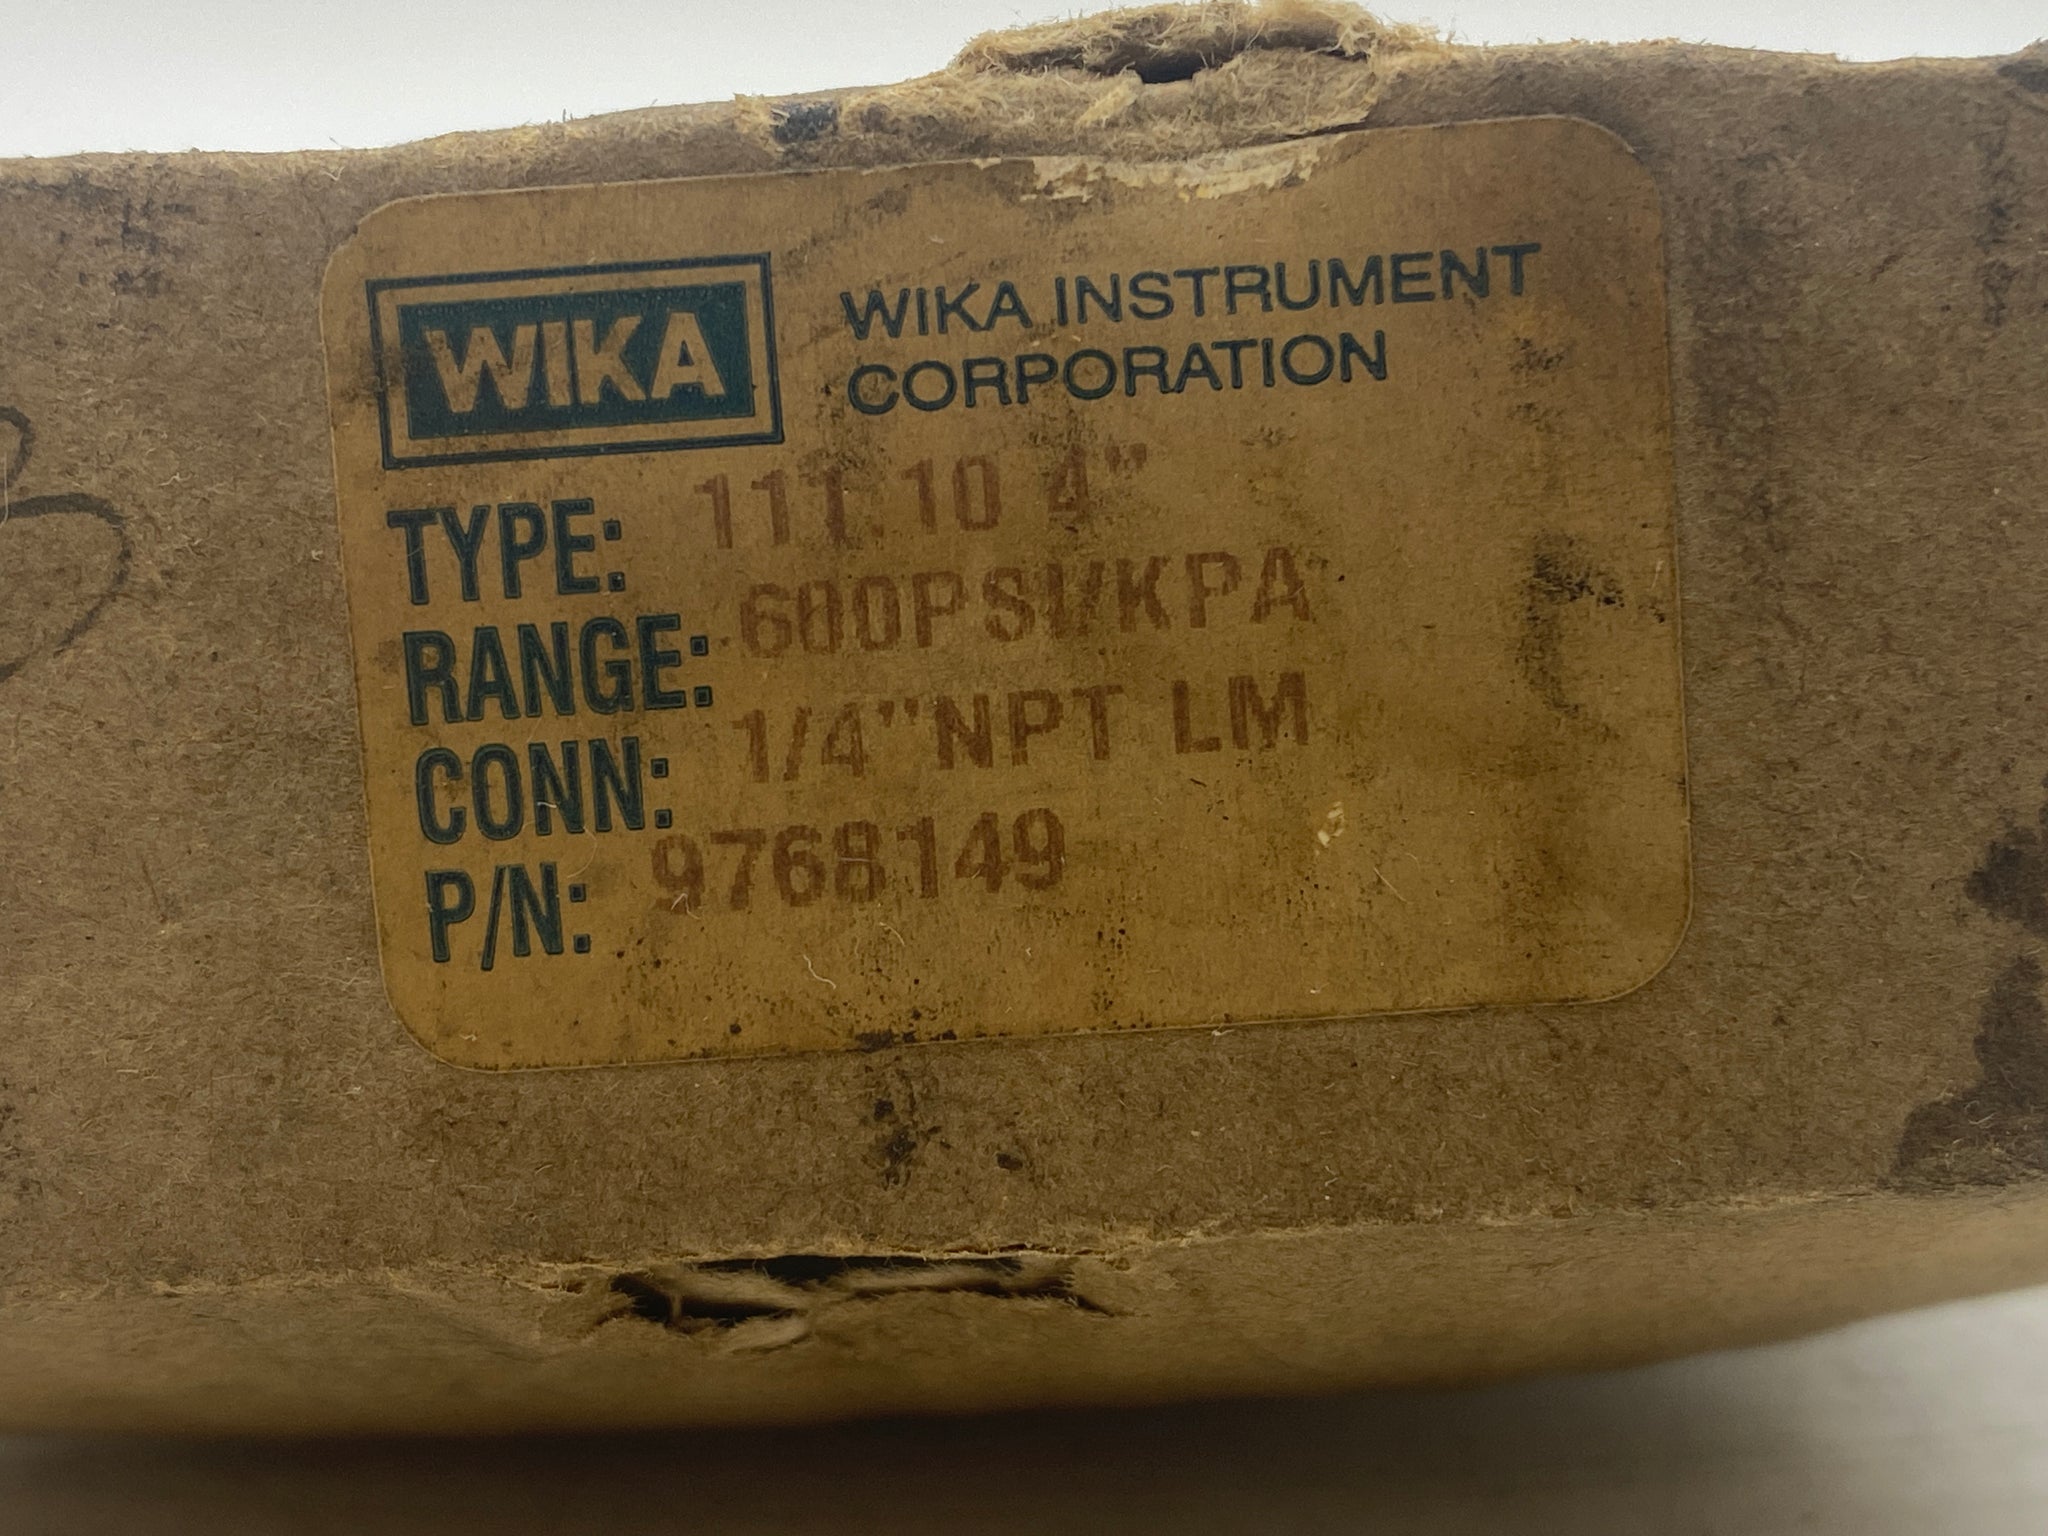 WIKA
WIKA INSTRUMENT
CORPORATION
TYPE: 111.10 4"
RANGE: 600PSI/KPA
CONN: 1/4"NPT LM
P/N: 9768149